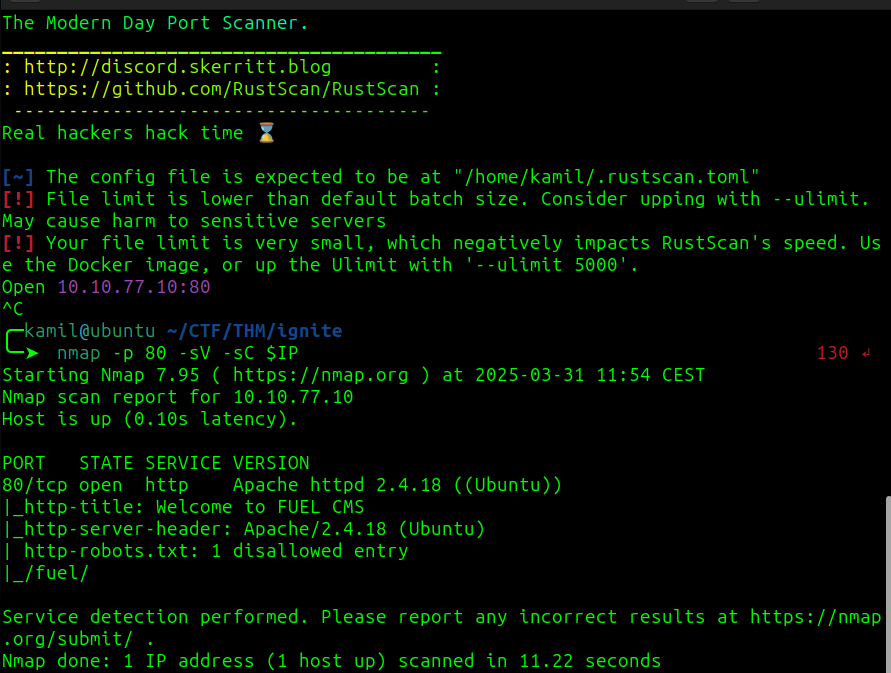 The Modern Day Port Scanner.
________________________________________
: http://discord.skerritt.blog         :
: https://github.com/RustScan/RustScan :
 --------------------------------------
Real hackers hack time ⌛
[~] The config file is expected to be at "/home/kamil/.rustscan.toml"
[!] File limit is lower than default batch size. Consider upping with --ulimit.
May cause harm to sensitive servers
[!] Your file limit is very small, which negatively impacts RustScan's speed. Us
e the Docker image, or up the Ulimit with '--ulimit 5000'.
Open 10.10.77.10:80
^C
╭─kamil@ubuntu ~/CTF/THM/ignite
╰─➤  nmap -p 80 -sV -sC $IP                                               130 ↲
Starting Nmap 7.95 ( https://nmap.org ) at 2025-03-31 11:54 CEST
Nmap scan report for 10.10.77.10
Host is up (0.10s latency).
PORT   STATE SERVICE VERSION
80/tcp open  http    Apache httpd 2.4.18 ((Ubuntu))
|_http-title: Welcome to FUEL CMS
|_http-server-header: Apache/2.4.18 (Ubuntu)
| http-robots.txt: 1 disallowed entry
|_/fuel/
Service detection performed. Please report any incorrect results at https://nmap
.org/submit/ .
Nmap done: 1 IP address (1 host up) scanned in 11.22 seconds